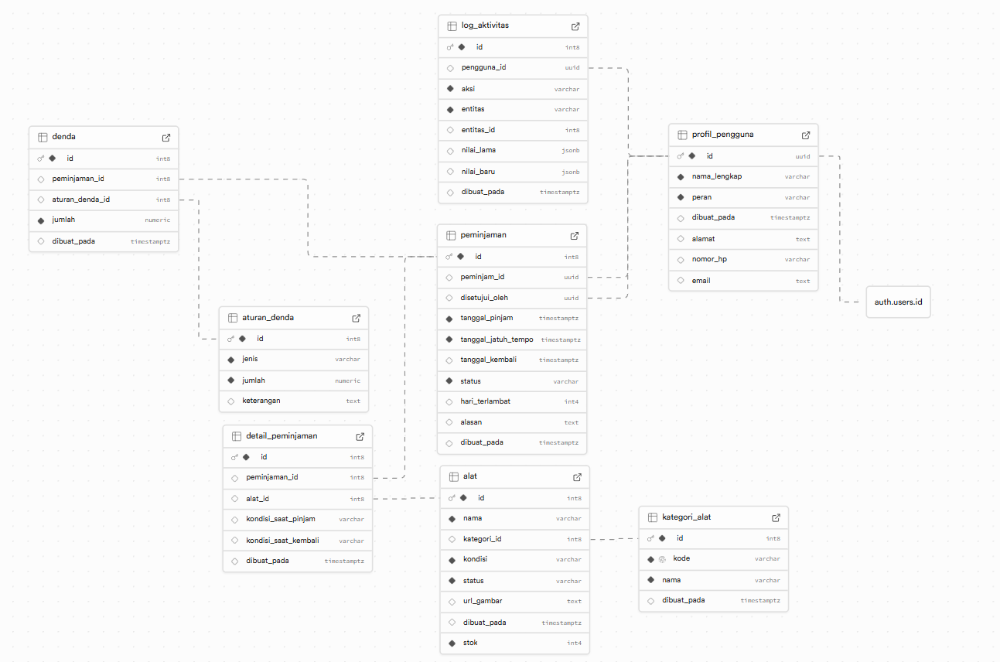 log_aktivitas
id int8
pengguna_id uuid
aksi varchar
entitas varchar
entitas_id int8
nilai_lama jsonb
nilai_baru jsonb
dibuat_pada timestamptz
denda
id int8
peminjaman_id int8
aturan_denda_id int8
jumlah numeric
dibuat_pada timestamptz
profil_pengguna
id uuid
nama_lengkap varchar
peran varchar
dibuat_pada timestamptz
alamat text
nomor_hp varchar
email text
peminjaman
id int8
peminjam_id uuid
disetujui_oleh uuid
tanggal_pinjam timestamptz
tanggal_jatuh_tempo timestamptz
tanggal_kembali timestamptz
status varchar
hari_terlambat int4
alasan text
dibuat_pada timestamptz
auth.users.id
aturan_denda
id int8
jenis varchar
jumlah numeric
keterangan text
detail_peminjaman
id int8
peminjaman_id int8
alat_id int8
kondisi_saat_pinjam varchar
kondisi_saat_kembali varchar
dibuat_pada timestamptz
alat
id int8
nama varchar
kategori_id int8
kondisi varchar
status varchar
url_gambar text
dibuat_pada timestamptz
stok int4
kategori_alat
id int8
kode varchar
nama varchar
dibuat_pada timestamptz